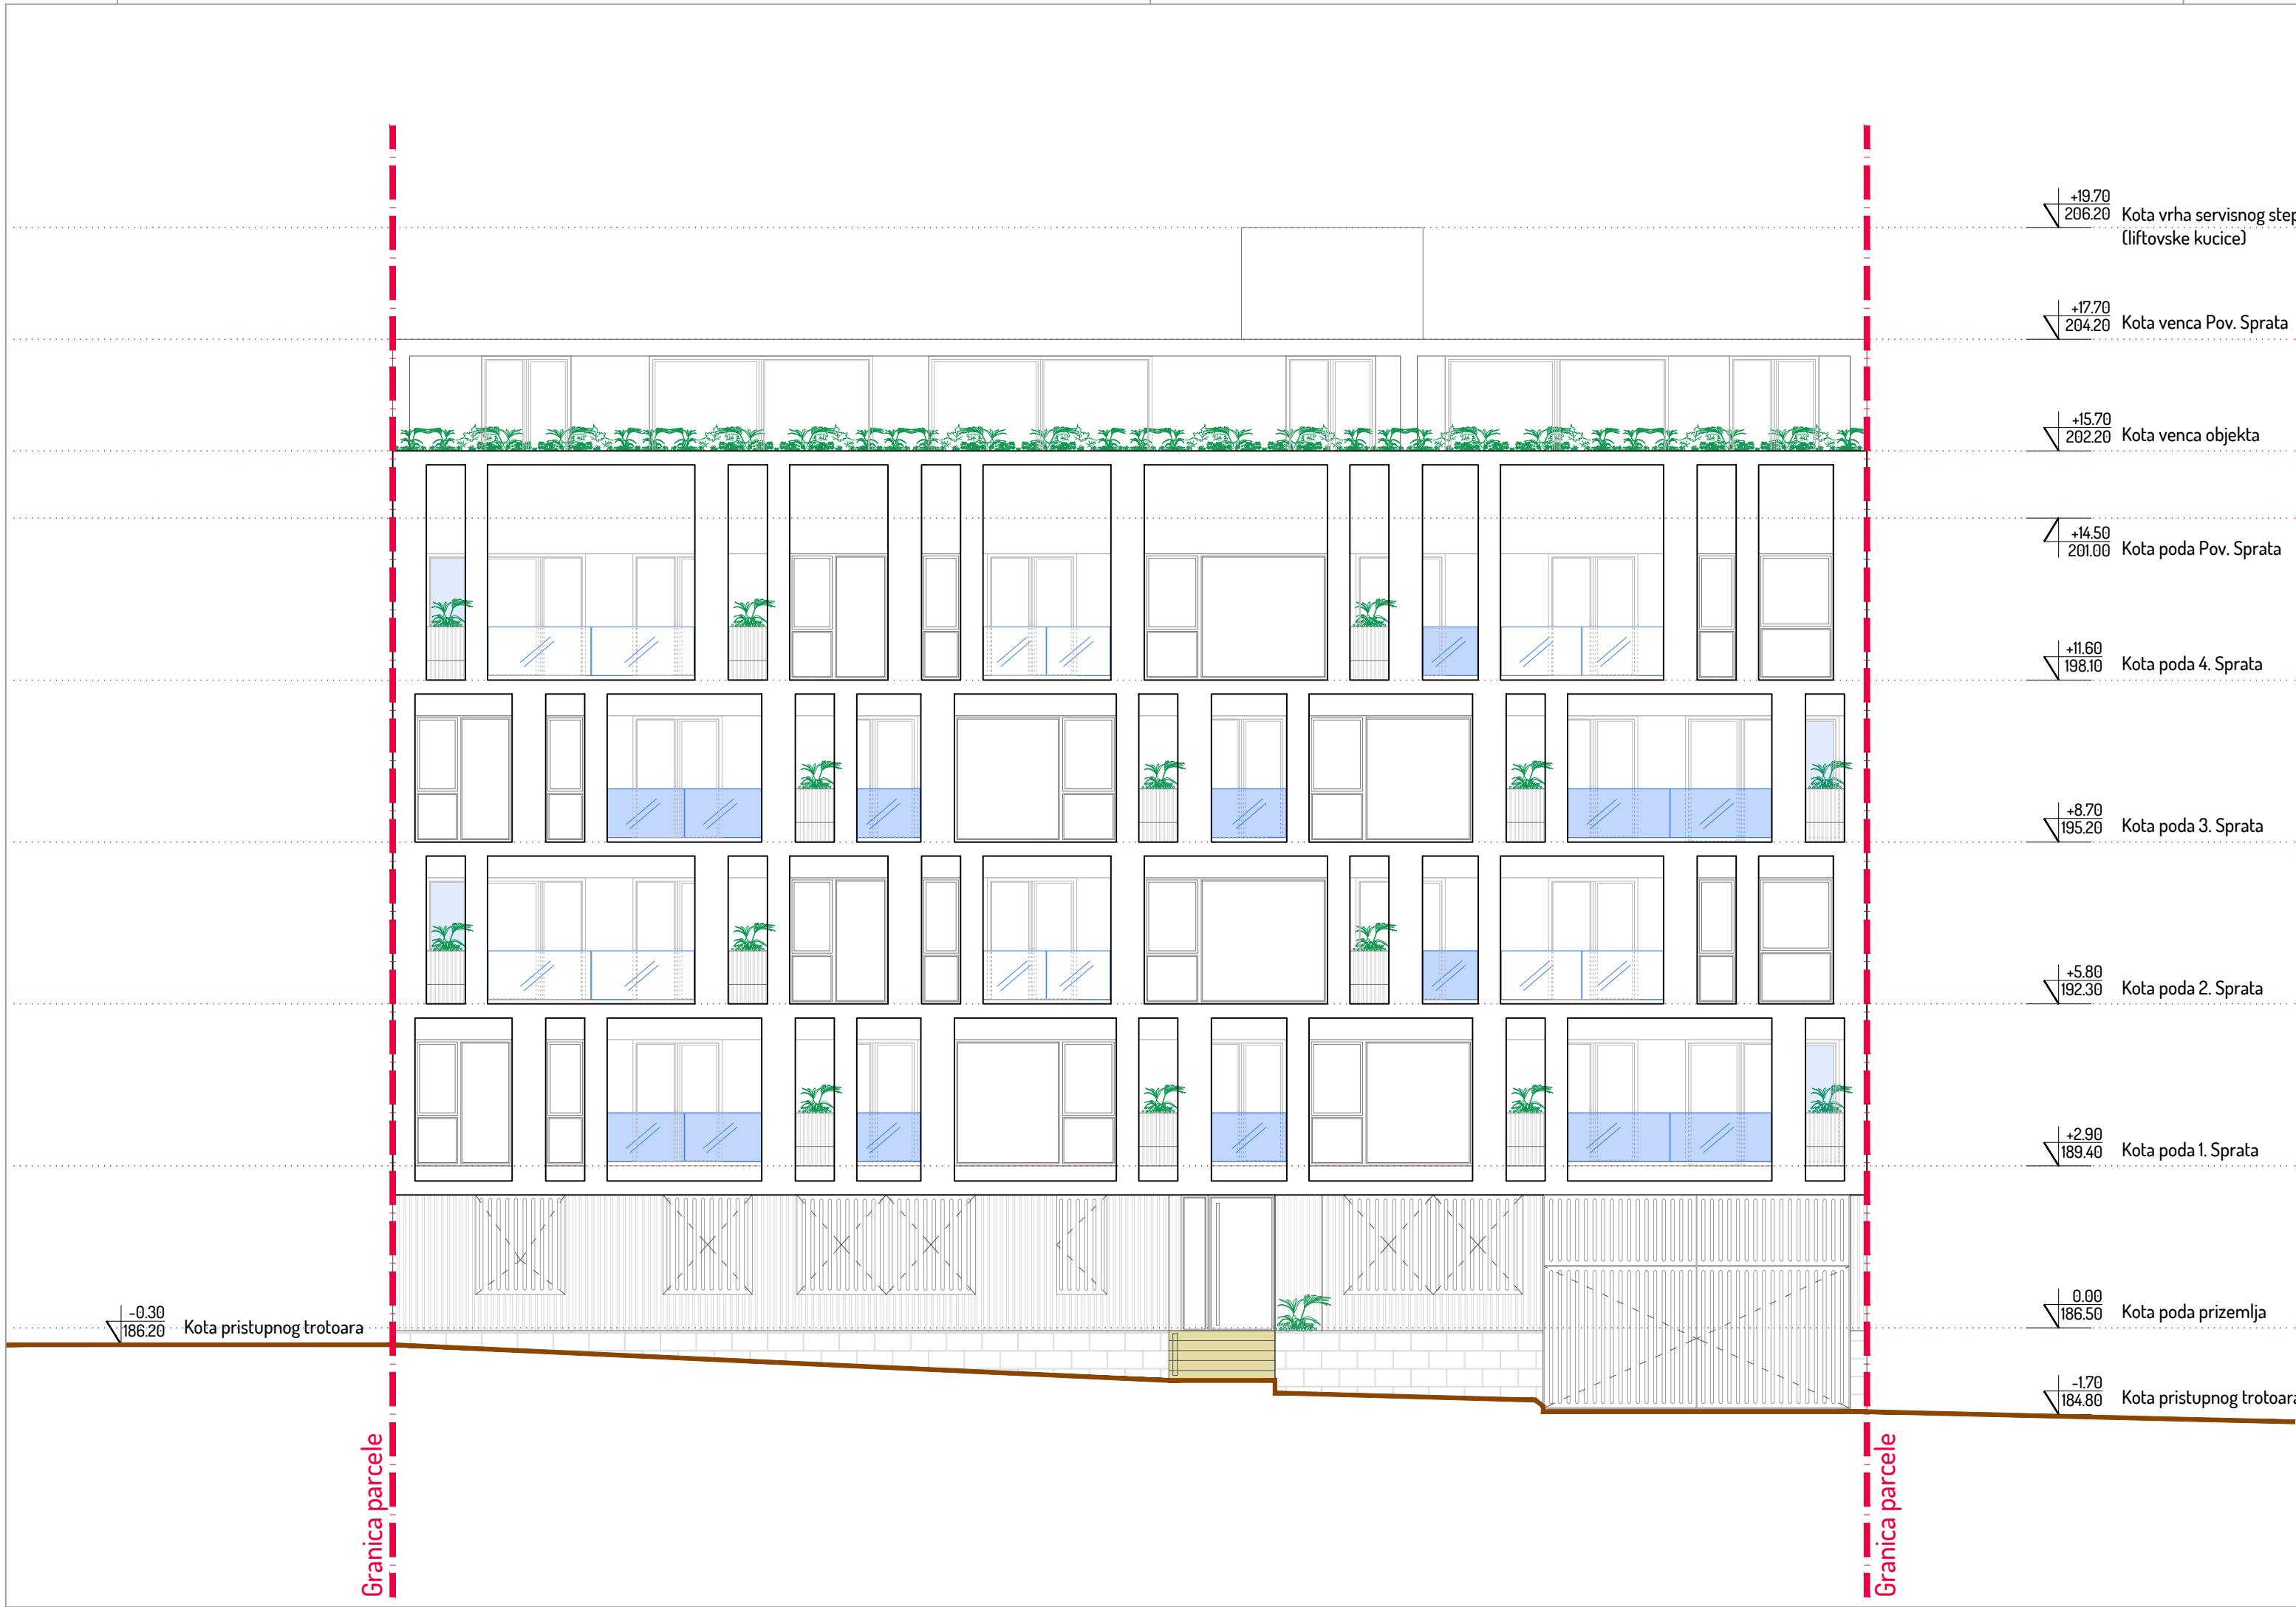 +19.70
206.20 Kota vrha servisnog step
(liftovske kucice)
+17.70
204.20 Kota venca Pov. Sprata
+15.70
202.20 Kota venca objekta
+14.50
201.00 Kota poda Pov. Sprata
+11.60
198.10 Kota poda 4. Sprata
+8.70
195.20 Kota poda 3. Sprata
+5.80
192.30 Kota poda 2. Sprata
+2.90
189.40 Kota poda 1. Sprata
0.00
186.50 Kota poda prizemlja
-0.30
186.20 Kota pristupnog trotoara
-1.70
184.80 Kota pristupnog trotoara
Granica parcele
Granica parcele